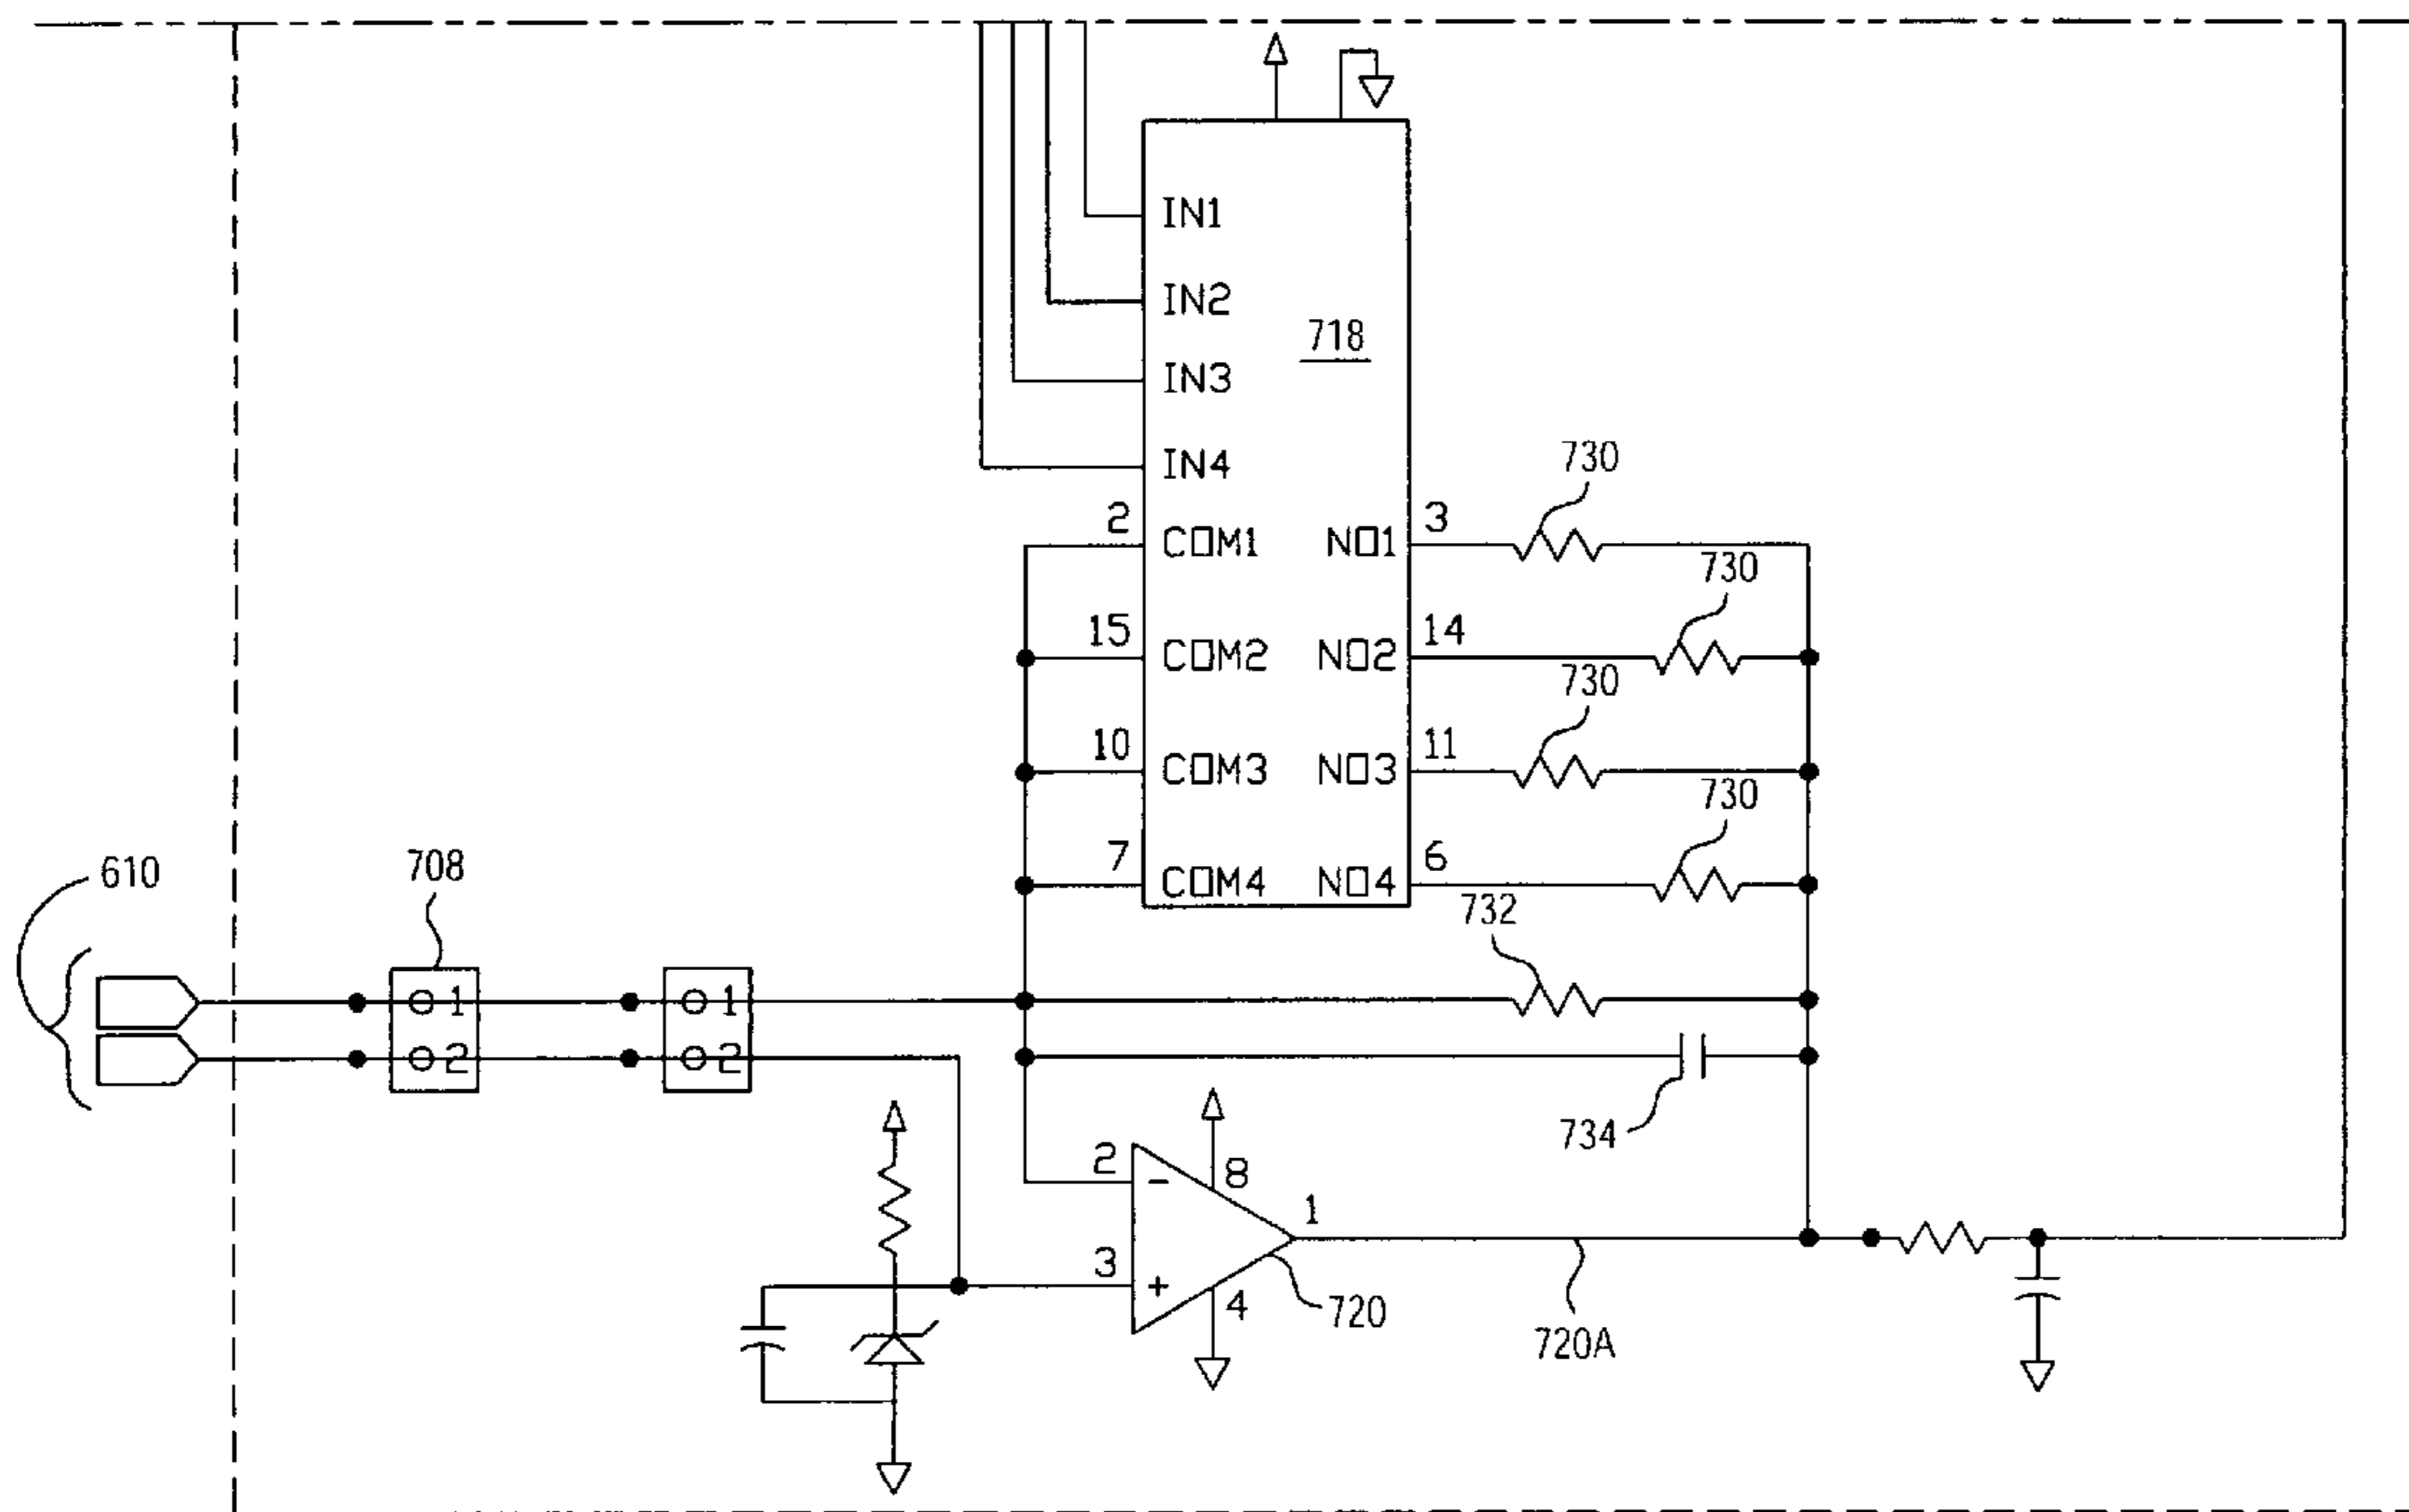 IN1
IN2
718
IN3
730
IN4
2 COM1 NO1 3
730
15 COM2 NO2 14
730
10 COM3 NO3 11
730
7 COM4 NO4 6
610
708
732
1 1
2 2
734
2 - 8
1
3 + 4
720
720A